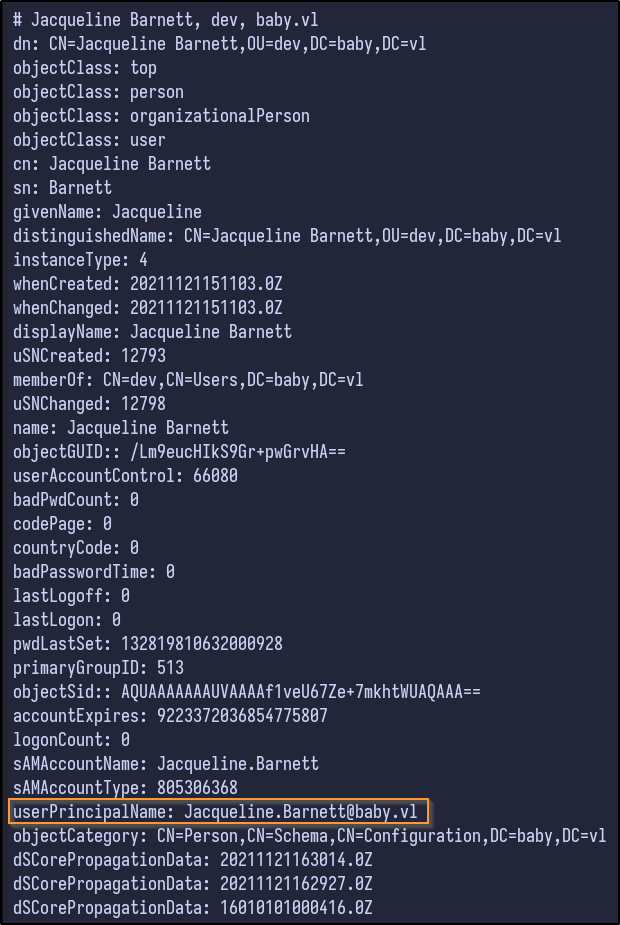 # Jacqueline Barnett, dev, baby.vl
dn: CN=Jacqueline Barnett,OU=dev,DC=baby,DC=vl
objectClass: top
objectClass: person
objectClass: organizationalPerson
objectClass: user
cn: Jacqueline Barnett
sn: Barnett
givenName: Jacqueline
distinguishedName: CN=Jacqueline Barnett,OU=dev,DC=baby,DC=vl
instanceType: 4
whenCreated: 20211121151103.0Z
whenChanged: 20211121151103.0Z
displayName: Jacqueline Barnett
uSNCreated: 12793
memberOf: CN=dev,CN=Users,DC=baby,DC=vl
uSNChanged: 12798
name: Jacqueline Barnett
objectGUID:: /Lm9eucHIkS9Gr+pwGrvHA==
userAccountControl: 66080
badPwdCount: 0
codePage: 0
countryCode: 0
badPasswordTime: 0
lastLogoff: 0
lastLogon: 0
pwdLastSet: 132819810632000928
primaryGroupID: 513
objectSid:: AQUAAAAAAAUVAAAAf1veU67Ze+7mkhtWUAQAAA==
accountExpires: 9223372036854775807
logonCount: 0
sAMAccountName: Jacqueline.Barnett
sAMAccountType: 805306368
userPrincipalName: Jacqueline.Barnett@baby.vl
objectCategory: CN=Person,CN=Schema,CN=Configuration,DC=baby,DC=vl
dSCorePropagationData: 20211121163014.0Z
dSCorePropagationData: 20211121162927.0Z
dSCorePropagationData: 16010101000416.0Z